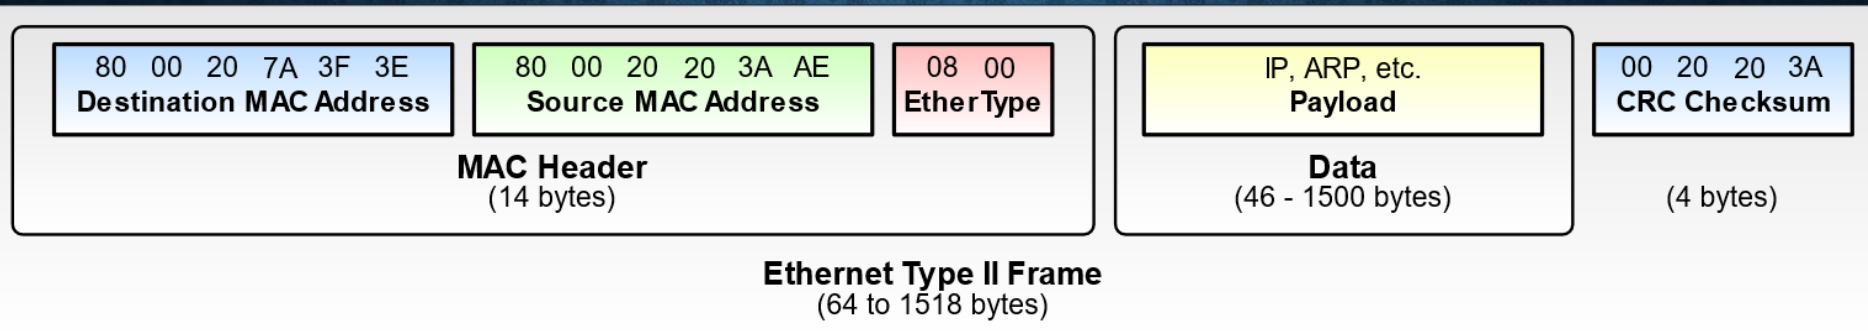 80 00 20 7A 3F 3E
Destination MAC Address
80 00 20 20 3A AE
Source MAC Address
08 00
EtherType
MAC Header
(14 bytes)
IP, ARP, etc.
Payload
Data
(46 - 1500 bytes)
00 20 20 3A
CRC Checksum
(4 bytes)
Ethernet Type II Frame
(64 to 1518 bytes)